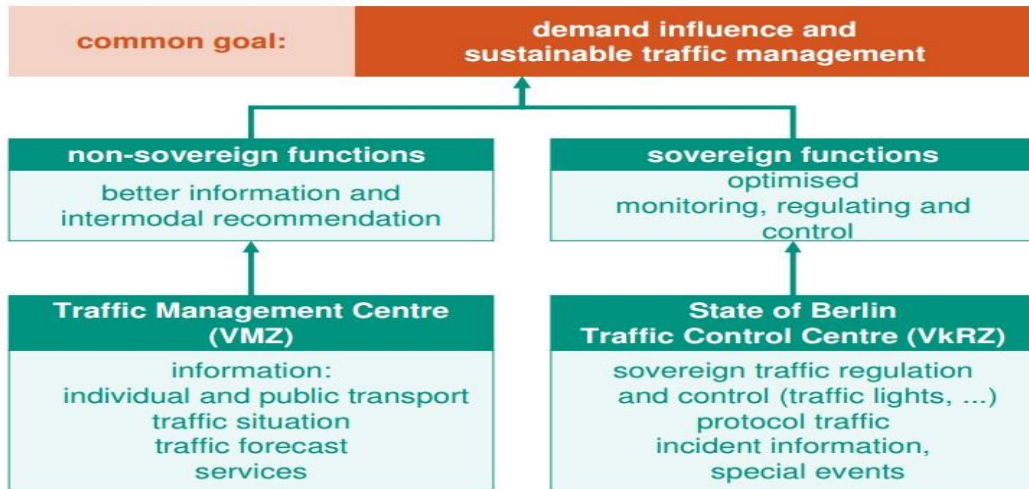 common goal:
demand influence and
sustainable traffic management
non-sovereign functions
better information and
intermodal recommendation
sovereign functions
optimised
monitoring, regulating and
control
Traffic Management Centre
(VMZ)
information:
individual and public transport
traffic situation
traffic forecast
services
State of Berlin
Traffic Control Centre (VkRZ)
sovereign traffic regulation
and control (traffic lights, ...)
protocol traffic
incident information,
special events